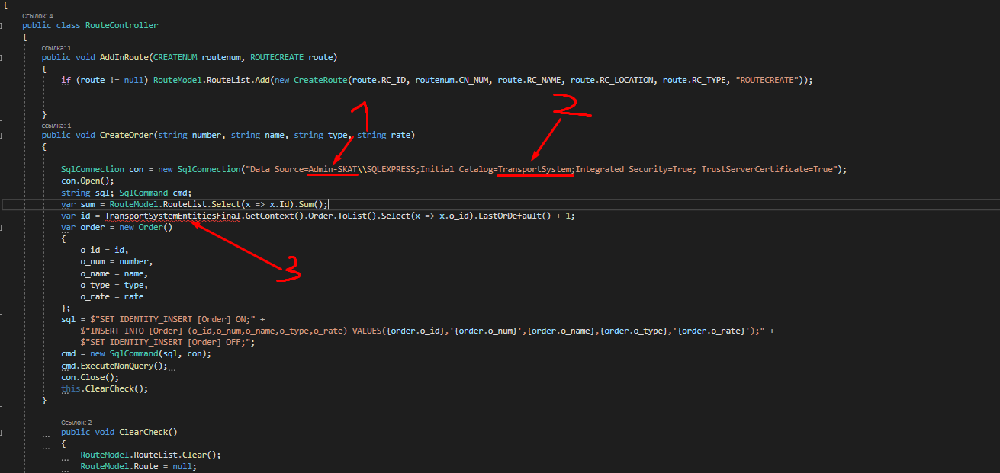 {
Ссылок: 4
public class RouteController
{
ссылка: 1
public void AddInRoute(CREATENUM routenum, ROUTECREATE route)
{
if (route != null) RouteModel.RouteList.Add(new CreateRoute(route.RC_ID, routenum.CN_NUM, route.RC_NAME, route.RC_LOCATION, route.RC_TYPE, "ROUTECREATE"));
1
2
}
ссылка: 1
public void CreateOrder(string number, string name, string type, string rate)
{
SqlConnection con = new SqlConnection("Data Source=Admin-SKAT\\SQLEXPRESS;Initial Catalog=TransportSystem;Integrated Security=True; TrustServerCertificate=True");
con.Open();
string sql; SqlCommand cmd;
var sum = RouteModel.RouteList.Select(x => x.Id).Sum();
var id = TransportSystemEntitiesFinal.GetContext().Order.ToList().Select(x => x.o_id).LastOrDefault() + 1;
var order = new Order()
{
o_id = id,
o_num = number,
3
o_name = name,
o_type = type,
o_rate = rate
};
sql = $"SET IDENTITY_INSERT [Order] ON;" +
$"INSERT INTO [Order] (o_id,o_num,o_name,o_type,o_rate) VALUES({order.o_id},'{order.o_num}',{order.o_name},{order.o_type},'{order.o_rate}');" +
$"SET IDENTITY_INSERT [Order] OFF;";
cmd = new SqlCommand(sql, con);
cmd.ExecuteNonQuery();
con.Close();
this.ClearCheck();
}
Ссылок: 2
public void ClearCheck()
{
RouteModel.RouteList.Clear();
RouteModel.Route = null;